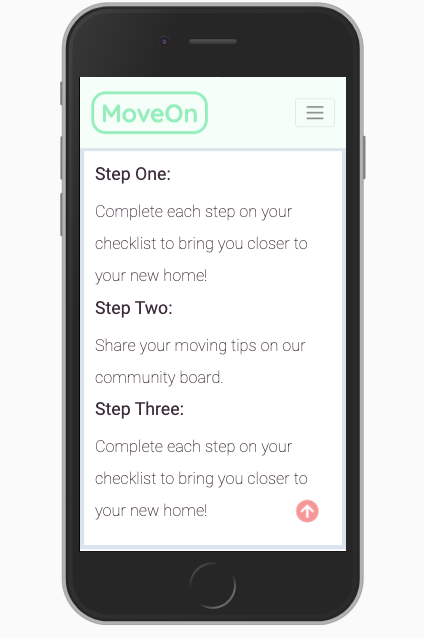 MoveOn
Step One:
Complete each step on your
checklist to bring you closer to
your new home!
Step Two:
Share your moving tips on our
community board.
Step Three:
Complete each step on your
checklist to bring you closer to
your new home!